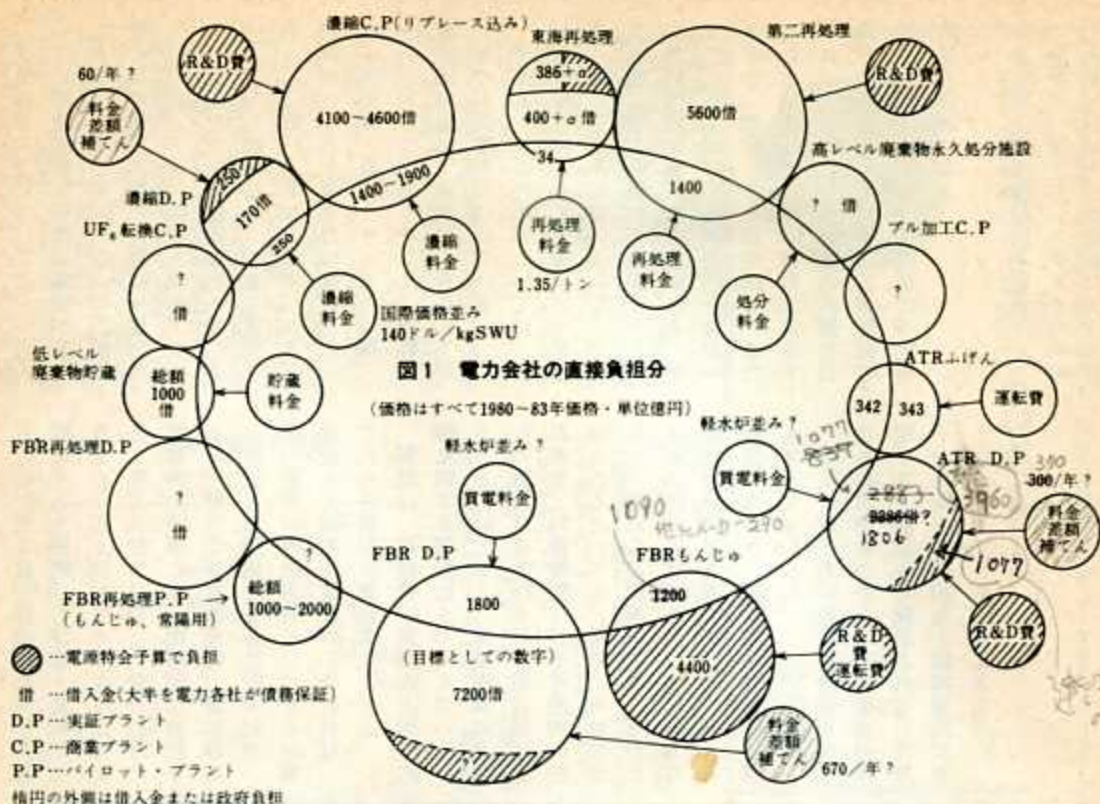 濃縮C.P(リプレース込み)
東海再処理
第二再処理
R&D費
386+α
R&D費
60/年?
料金
差額
補てん
4100~4600借
400+α 借
5600借
高レベル廃棄物永久処分施設
250
濃縮D.P
170借
1400~1900
34
1400
? 借
UF₆転換C.P
250
濃縮
料金
再処理
料金
再処理
料金
プル加工C.P
1.35/トン
?
借
濃縮
料金
国際価格並み
140ドル/kgSWU
処分
料金
?
低レベル
廃棄物貯蔵
総額
1000
借
貯蔵
料金
図1 電力会社の直接負担分
(価格はすべて1980~83年価格・単位億円)
ATRふげん
342
343
運転費
FBR再処理D.P
?
借
軽水炉並み?
買電料金
軽水炉並み?
買電料金
1077
837
ATR D.P
2883
1806
3960
300/年?
料金
差額
補てん
1077
R&D費
1090
FBR D.P
FBRもんじゅ
FBR再処理P.P
(もんじゅ、常陽用)
?
総額
1000~2000
1800
(目標としての数字)
7200借
?
1200
4400
R&D
費
運転費
料金
差額
補てん
670/年?
…電源特会予算で負担
借 …借入金(大半を電力各社が債務保証)
D.P…実証プラント
C.P…商業プラント
P.P…パイロット・プラント
楕円の外側は借入金または政府負担